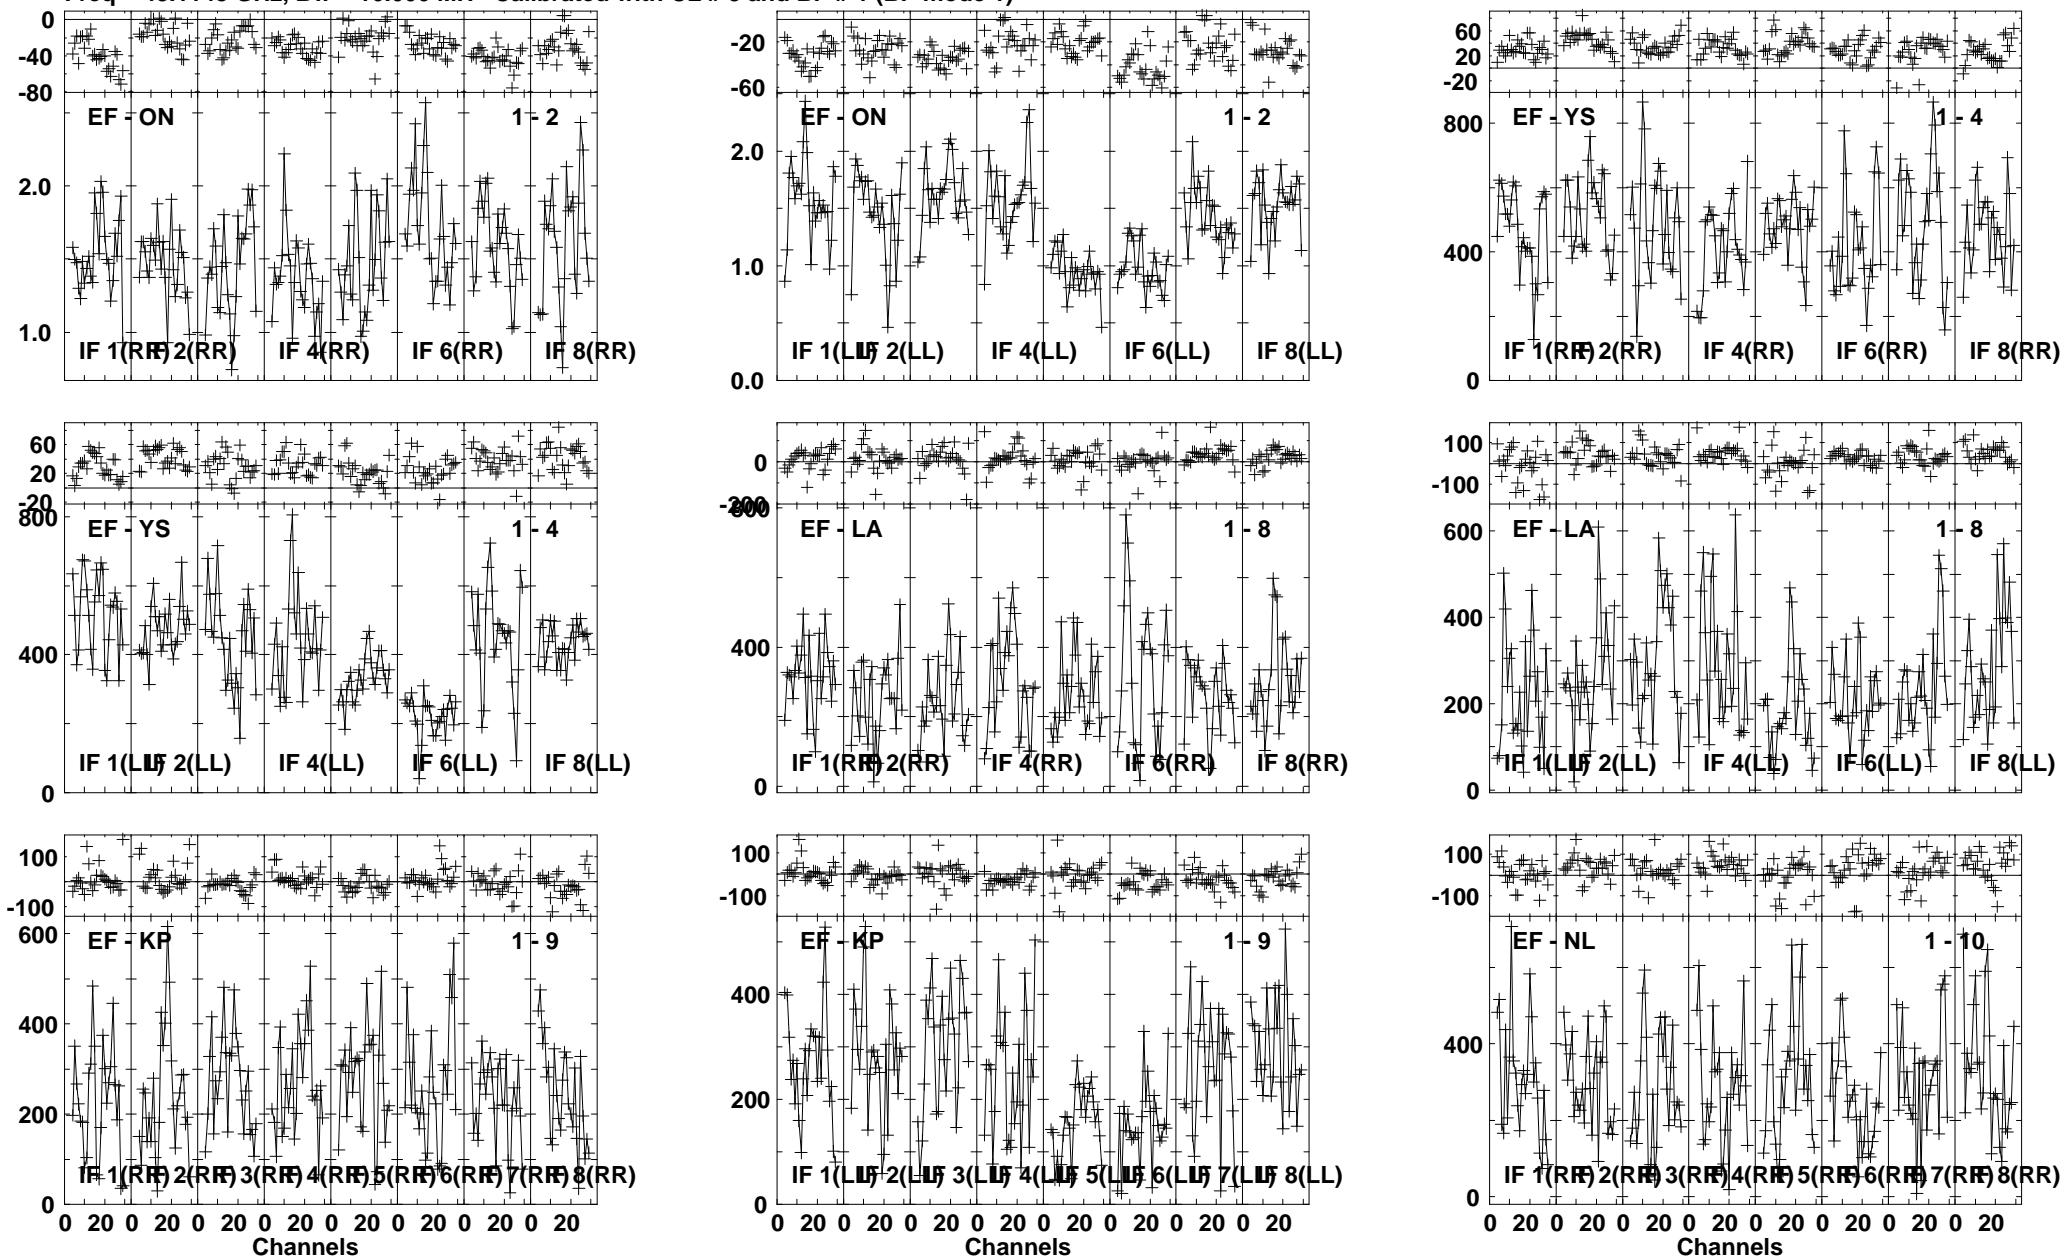 Freq GHz, Bw = MH Calibrated with CL # and BP # (BP mode 1)
0
-40
-80
EF - ON 1 - 2
2.0
1.0
IF 1(RR) IF 2(RR) IF 4(RR) IF 6(RR) IF 8(RR)
-20
-60
EF - ON 1 - 2
2.0
1.0
0.0
IF 1(LL) IF 2(LL) IF 4(LL) IF 6(LL) IF 8(LL)
60
20
-20
EF - YS 1 - 4
800
400
0
IF 1(RR) IF 2(RR) IF 4(RR) IF 6(RR) IF 8(RR)
60
20
-20
800
EF - YS 1 - 4
400
0
IF 1(LL) IF 2(LL) IF 4(LL) IF 6(LL) IF 8(LL)
0
-200
800
EF - LA 1 - 8
400
0
IF 1(RR) IF 2(RR) IF 4(RR) IF 6(RR) IF 8(RR)
100
-100
EF - LA 1 - 8
600
400
200
0
IF 1(LL) IF 2(LL) IF 4(LL) IF 6(LL) IF 8(LL)
100
-100
EF - KP 1 - 9
600
400
200
0
IF 1(RR) IF 2(RR) IF 3(RR) IF 4(RR) IF 5(RR) IF 6(RR) IF 7(RR) IF 8(RR)
0 20 0 20 0 20 0 20 0 20 0 20 0 20 0 20
Channels
100
-100
EF - KP 1 - 9
400
200
0
IF 1(LL) IF 2(LL) IF 3(LL) IF 4(LL) IF 5(LL) IF 6(LL) IF 7(LL) IF 8(LL)
0 20 0 20 0 20 0 20 0 20 0 20 0 20 0 20
Channels
100
-100
EF - NL 1 - 10
400
0
IF 1(RR) IF 2(RR) IF 3(RR) IF 4(RR) IF 5(RR) IF 6(RR) IF 7(RR) IF 8(RR)
0 20 0 20 0 20 0 20 0 20 0 20 0 20 0 20
Channels